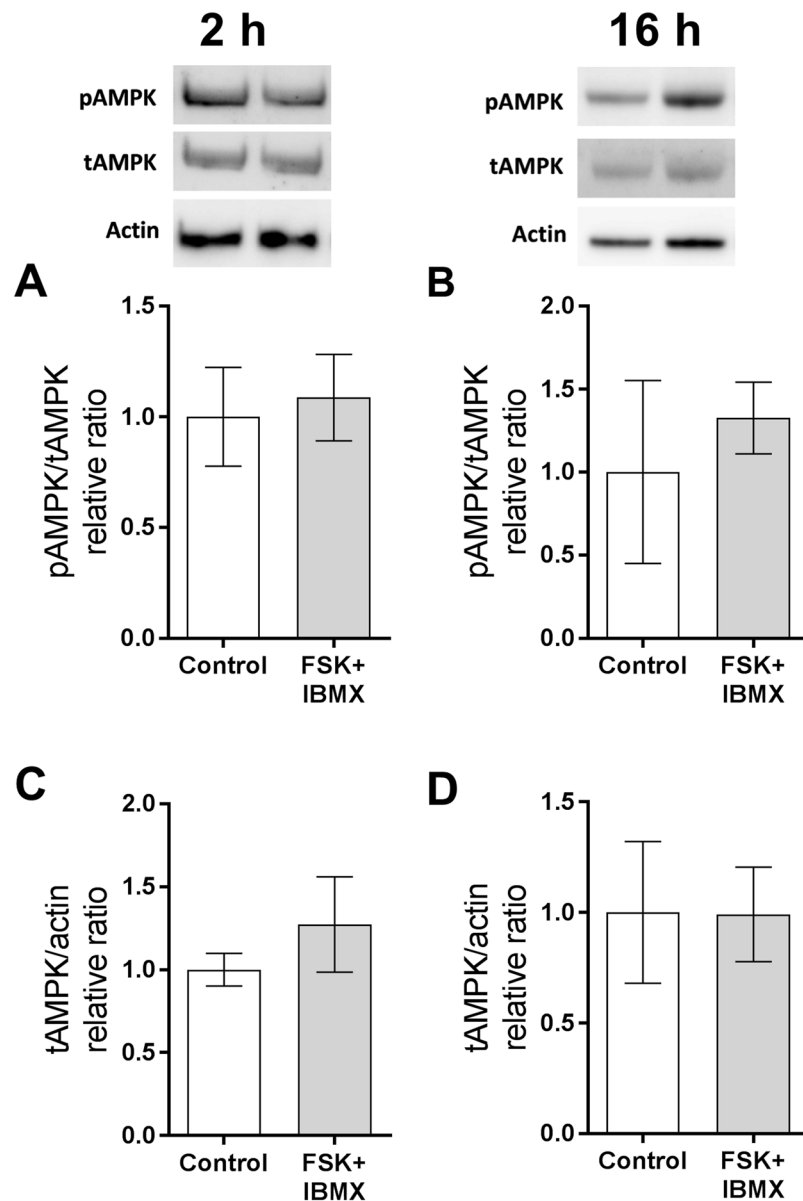 2 h
16 h
pAMPK
tAMPK
Actin
pAMPK
tAMPK
Actin
A
pAMPK/tAMPK
relative ratio
1.5
1.0
0.5
0.0
Control
FSK+
IBMX
B
pAMPK/tAMPK
relative ratio
2.0
1.5
1.0
0.5
0.0
Control
FSK+
IBMX
C
tAMPK/actin
relative ratio
2.0
1.5
1.0
0.5
0.0
Control
FSK+
IBMX
D
tAMPK/actin
relative ratio
1.5
1.0
0.5
0.0
Control
FSK+
IBMX